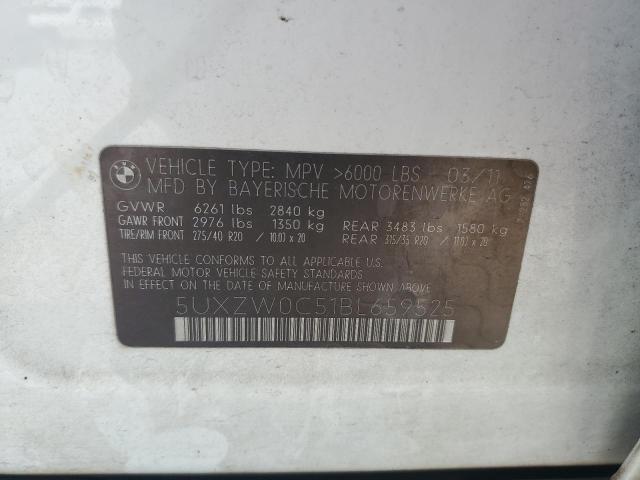 VEHICLE TYPE: MPV >6000 LBS 03/11
MFD BY BAYERISCHE MOTORENWERKE AG
GVWR 6261 lbs 2840 kg
GAWR FRONT 2976 lbs 1350 kg REAR 3483 lbs 1580 kg
TIRE/RIM FRONT 275/40 R20 / 10.0J x 20 REAR 315/35 R20 / 11.0J x 20
THIS VEHICLE CONFORMS TO ALL APPLICABLE U.S.
FEDERAL MOTOR VEHICLE SAFETY STANDARDS
IN EFFECT ON THE DATE OF MANUFACTURE SHOWN ABOVE.
5UXZW0C51BL659525